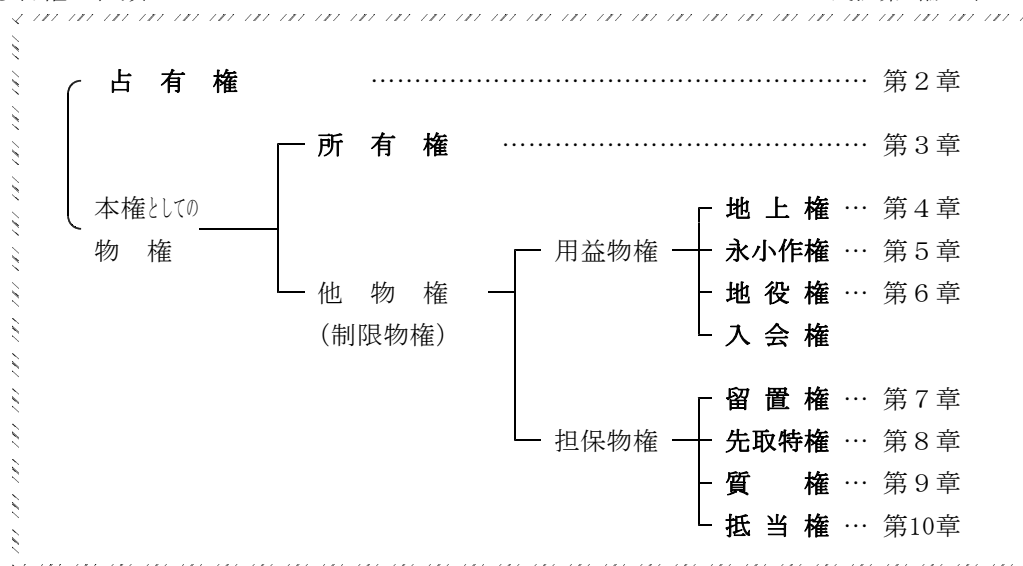 占有権 …………………………………………………… 第２章
所有権 …………………………………… 第３章
本権としての
物権
地上権 … 第４章
用益物権 永小作権 … 第５章
他物権 地役権 … 第６章
(制限物権) 入会権
留置権 … 第７章
担保物権 先取特権 … 第８章
質権 … 第９章
抵当権 … 第10章